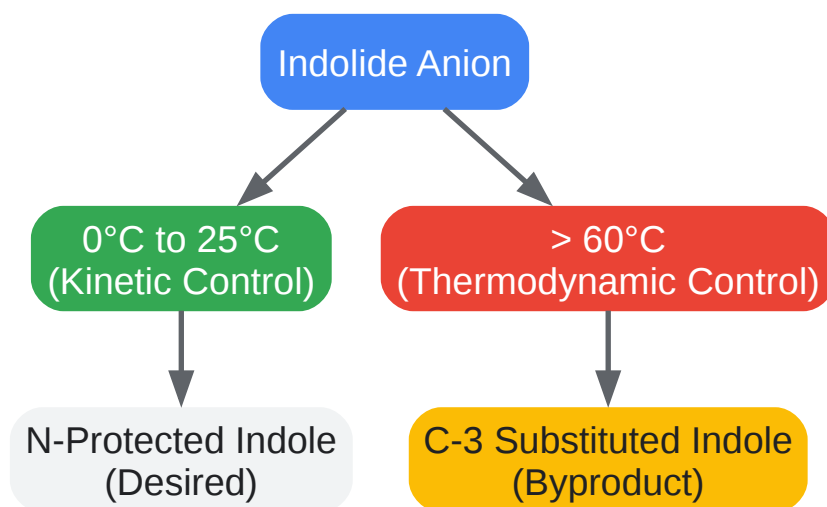 Indolide Anion
0°C to 25°C
(Kinetic Control)
> 60°C
(Thermodynamic Control)
N-Protected Indole
(Desired)
C-3 Substituted Indole
(Byproduct)